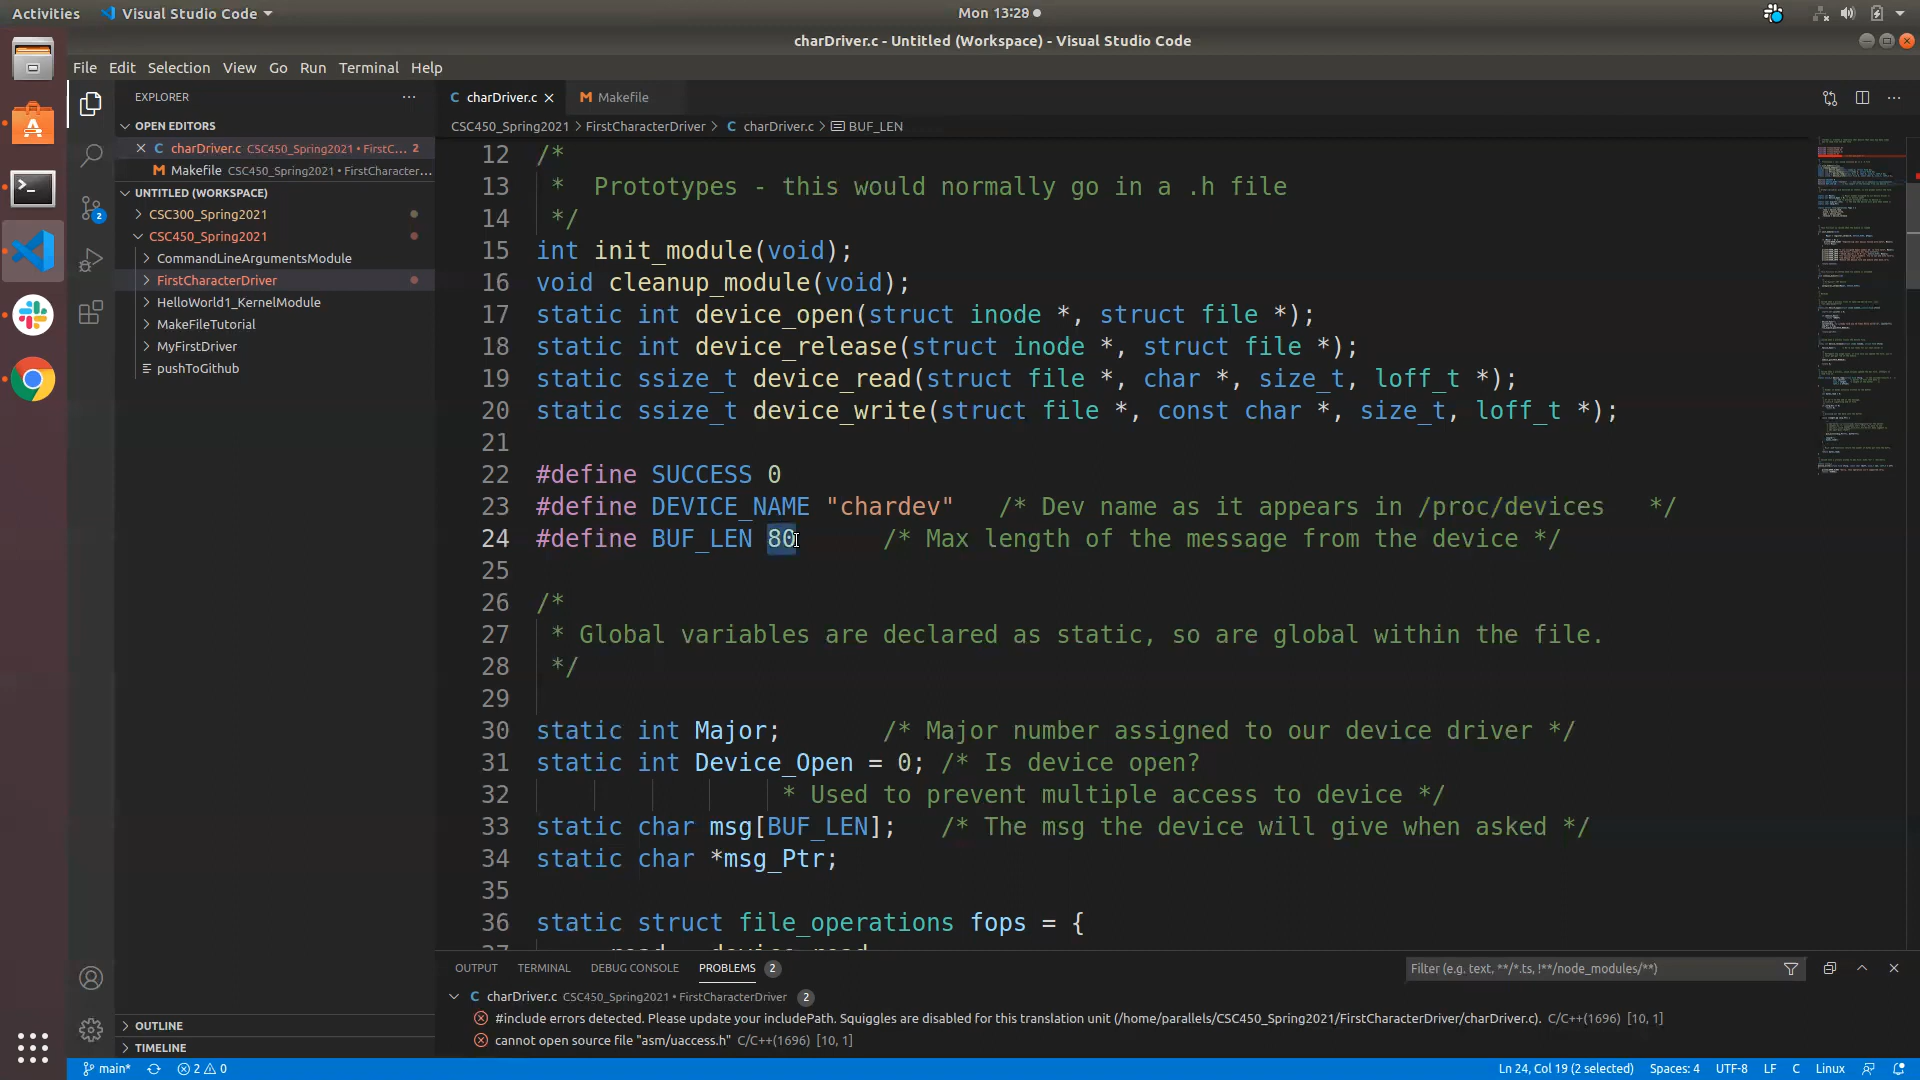 Activities
Visual Studio Code
Mon 13:28
charDriver.c - Untitled (Workspace) - Visual Studio Code
File Edit Selection View Go Run Terminal Help
EXPLORER
OPEN EDITORS
charDriver.c CSC450_Spring2021 • FirstC... 2
Makefile CSC450_Spring2021 • FirstCharacter...
UNTITLED (WORKSPACE)
CSC300_Spring2021
CSC450_Spring2021
CommandLineArgumentsModule
FirstCharacterDriver
HelloWorld1_KernelModule
MakeFileTutorial
MyFirstDriver
pushToGithub
OUTLINE
TIMELINE
2
charDriver.c
Makefile
CSC450_Spring2021 > FirstCharacterDriver > charDriver.c > BUF_LEN
12 /*
13 * Prototypes - this would normally go in a .h file
14 */
15 int init_module(void);
16 void cleanup_module(void);
17 static int device_open(struct inode *, struct file *);
18 static int device_release(struct inode *, struct file *);
19 static ssize_t device_read(struct file *, char *, size_t, loff_t *);
20 static ssize_t device_write(struct file *, const char *, size_t, loff_t *);
21
22 #define SUCCESS 0
23 #define DEVICE_NAME "chardev" /* Dev name as it appears in /proc/devices */
24 #define BUF_LEN 80 /* Max length of the message from the device */
25
26 /*
27 * Global variables are declared as static, so are global within the file.
28 */
29
30 static int Major; /* Major number assigned to our device driver */
31 static int Device_Open = 0; /* Is device open?
32 * Used to prevent multiple access to device */
33 static char msg[BUF_LEN]; /* The msg the device will give when asked */
34 static char *msg_Ptr;
35
36 static struct file_operations fops = {
OUTPUT TERMINAL DEBUG CONSOLE PROBLEMS 2
Filter (e.g. text, **/*.ts, !**/node_modules/**)
charDriver.c CSC450_Spring2021 • FirstCharacterDriver 2
#include errors detected. Please update your includePath. Squiggles are disabled for this translation unit (/home/parallels/CSC450_Spring2021/FirstCharacterDriver/charDriver.c). C/C++(1696) [10, 1]
cannot open source file "asm/uaccess.h" C/C++(1696) [10, 1]
main* 2 0
Ln 24, Col 19 (2 selected) Spaces: 4 UTF-8 LF C Linux